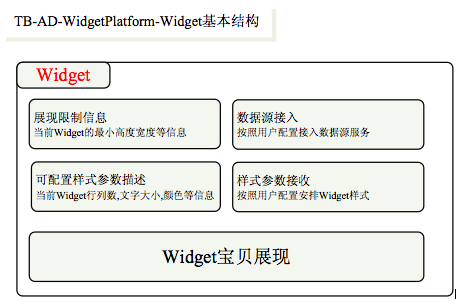 TB-AD-WidgetPlatform-Widget基本结构
Widget
展现限制信息
当前Widget的最小高度宽度等信息
数据源接入
按照用户配置接入数据源服务
可配置样式参数描述
当前Widget行列数,文字大小,颜色等信息
样式参数接收
按照用户配置安排Widget样式
Widget宝贝展现